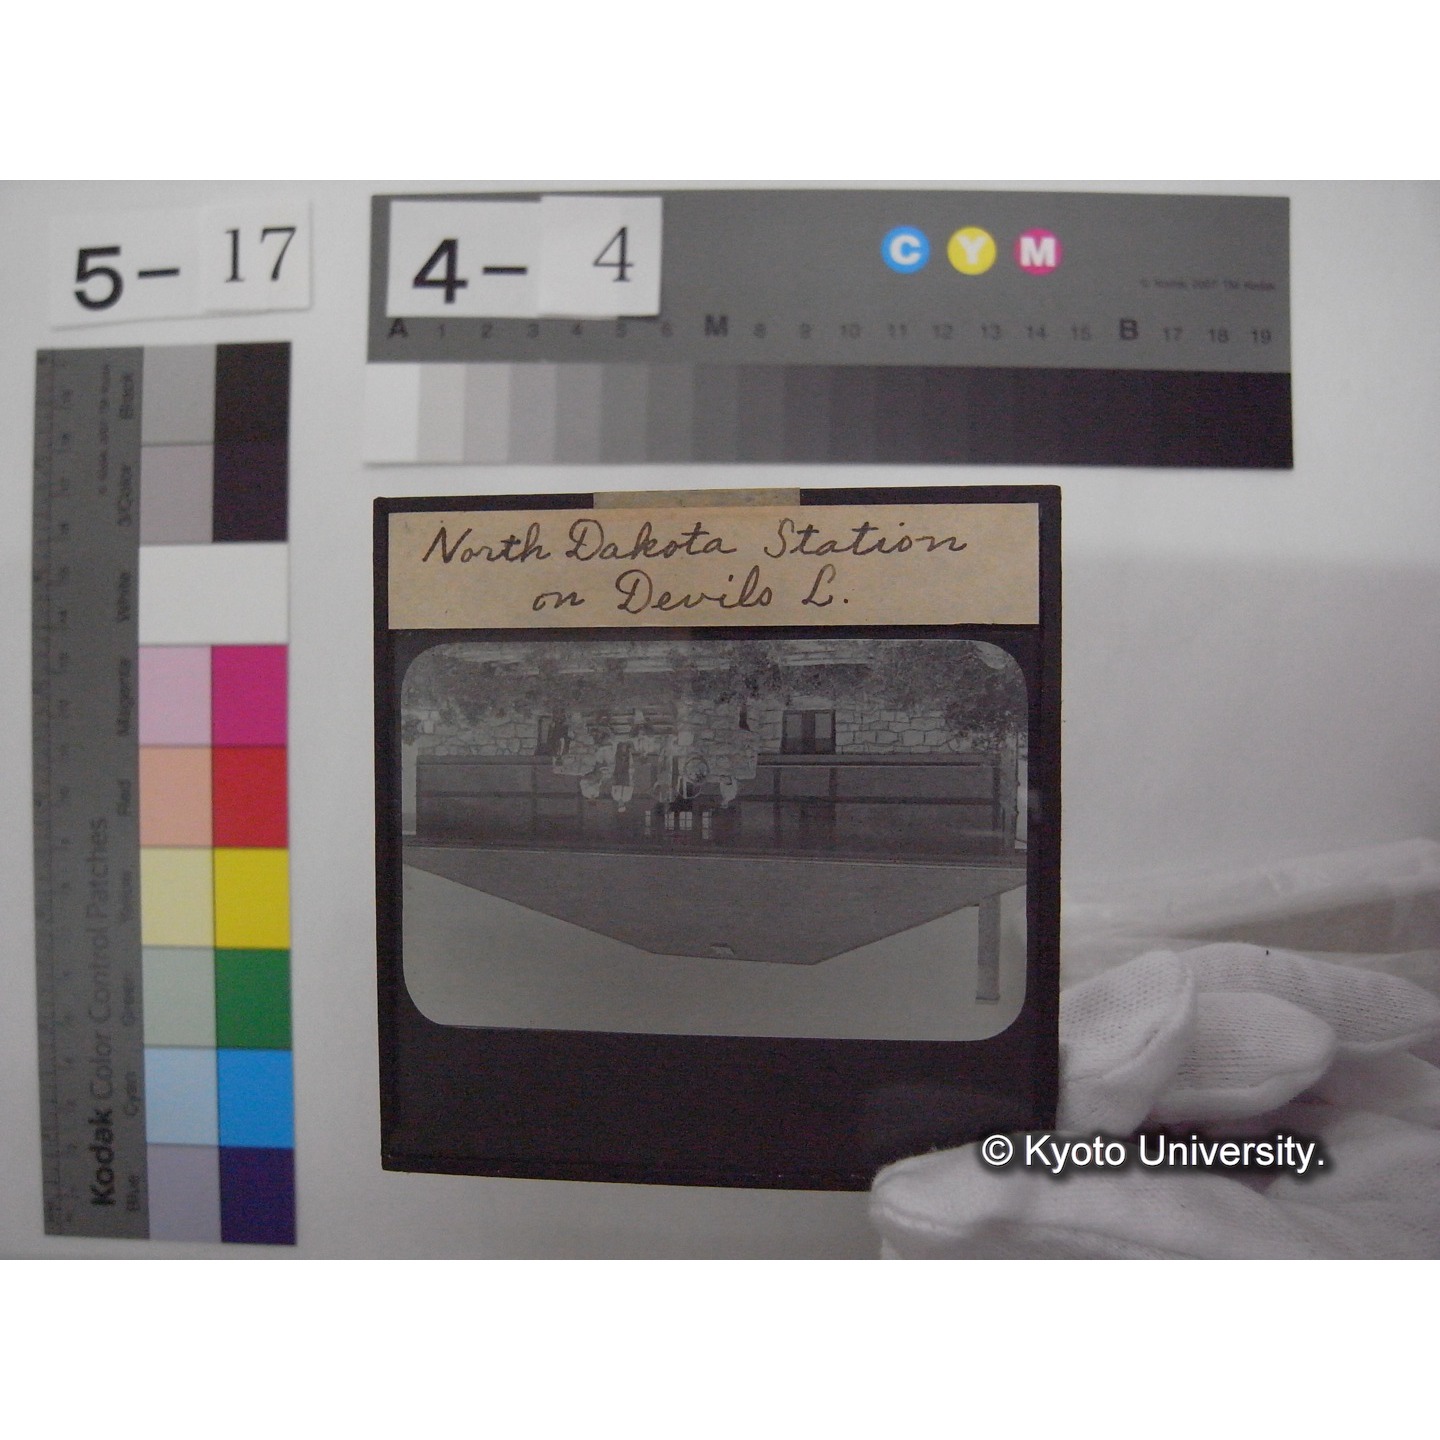 5- 17
4- 4
C Y M
A 1 2 3 4 5 6 M 8 9 10 11 12 13 14 15 B 17 18 19
Kodak Color Control Patches
Blue Cyan Green Yellow Red Magenta White 3/Color Black
North Dakota Station
on Devils L.
© Kyoto University.